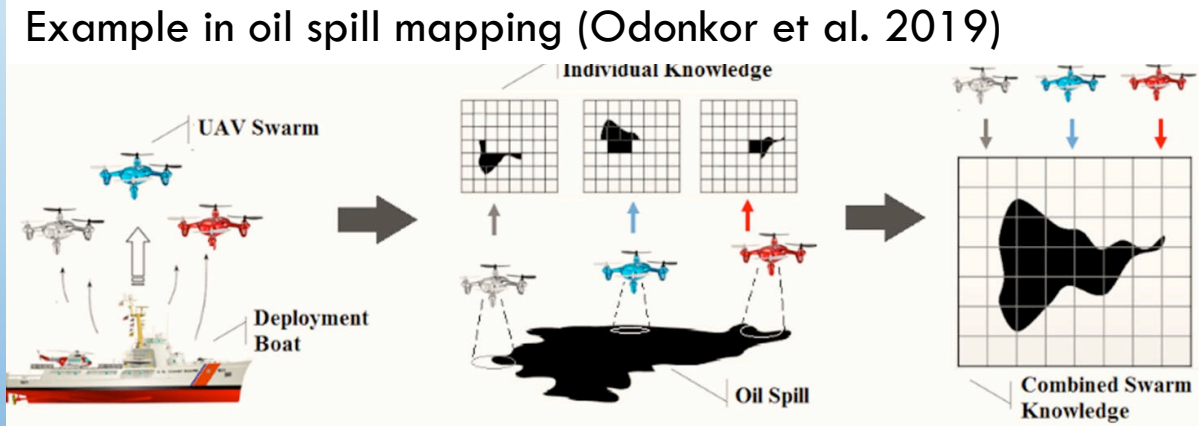 Example in oil spill mapping (Odonkor et al. 2019)
Individual Knowledge
UAV Swarm
Deployment
Boat
Oil Spill
Combined Swarm
Knowledge